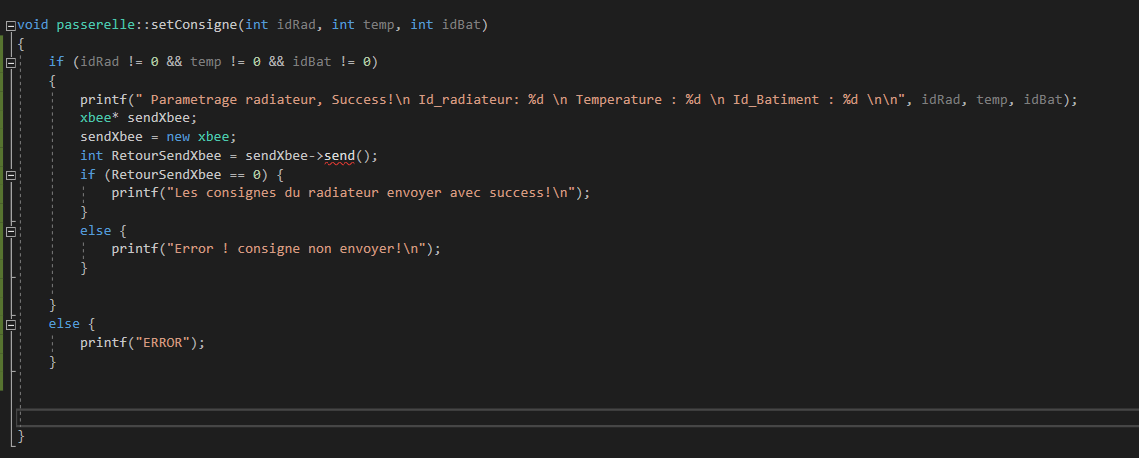 void passerelle::setConsigne(int idRad, int temp, int idBat)
{
if (idRad != 0 && temp != 0 && idBat != 0)
{
printf(" Parametrage radiateur, Success!\n Id_radiateur: %d \n Temperature : %d \n Id_Batiment : %d \n\n", idRad, temp, idBat);
xbee* sendXbee;
sendXbee = new xbee;
int RetourSendXbee = sendXbee->send();
if (RetourSendXbee == 0) {
printf("Les consignes du radiateur envoyer avec success!\n");
}
else {
printf("Error ! consigne non envoyer!\n");
}
}
else {
printf("ERROR");
}
}